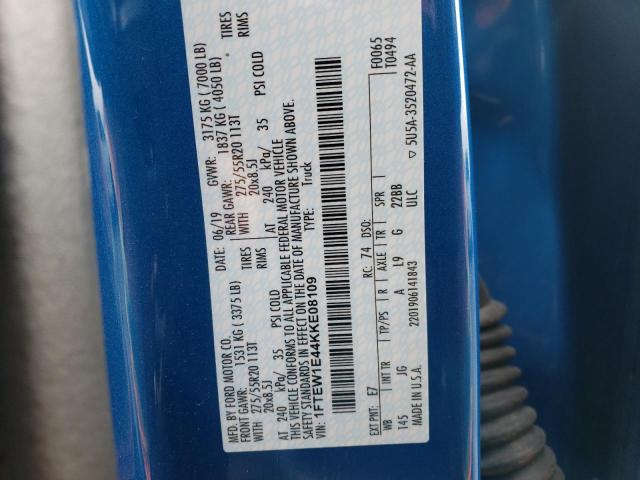 MFD. BY FORD MOTOR CO.
DATE: 06/19 GVWR: 3175 KG ( 7000 LB)
FRONT GAWR: 1531 KG ( 3375 LB) REAR GAWR: 1837 KG ( 4050 LB)
WITH 275/55R20 113T TIRES WITH 275/55R20 113T TIRES
20x8.5J RIMS 20x8.5J RIMS
AT 240 kPa/ 35 PSI COLD AT 240 kPa/ 35 PSI COLD
THIS VEHICLE CONFORMS TO ALL APPLICABLE FEDERAL MOTOR VEHICLE
SAFETY STANDARDS IN EFFECT ON THE DATE OF MANUFACTURE SHOWN ABOVE.
VIN: 1FTEW1E44KKE08109 TYPE: Truck
F0065
T0494
EXT PNT: E7 RC: 74 DSO:
WB INT TR TP/PS R AXLE TR SPR
145 JG A L9 G 22BB
MADE IN U.S.A. 2201906141843 ULC
▽ 5U5A-3520472-AA